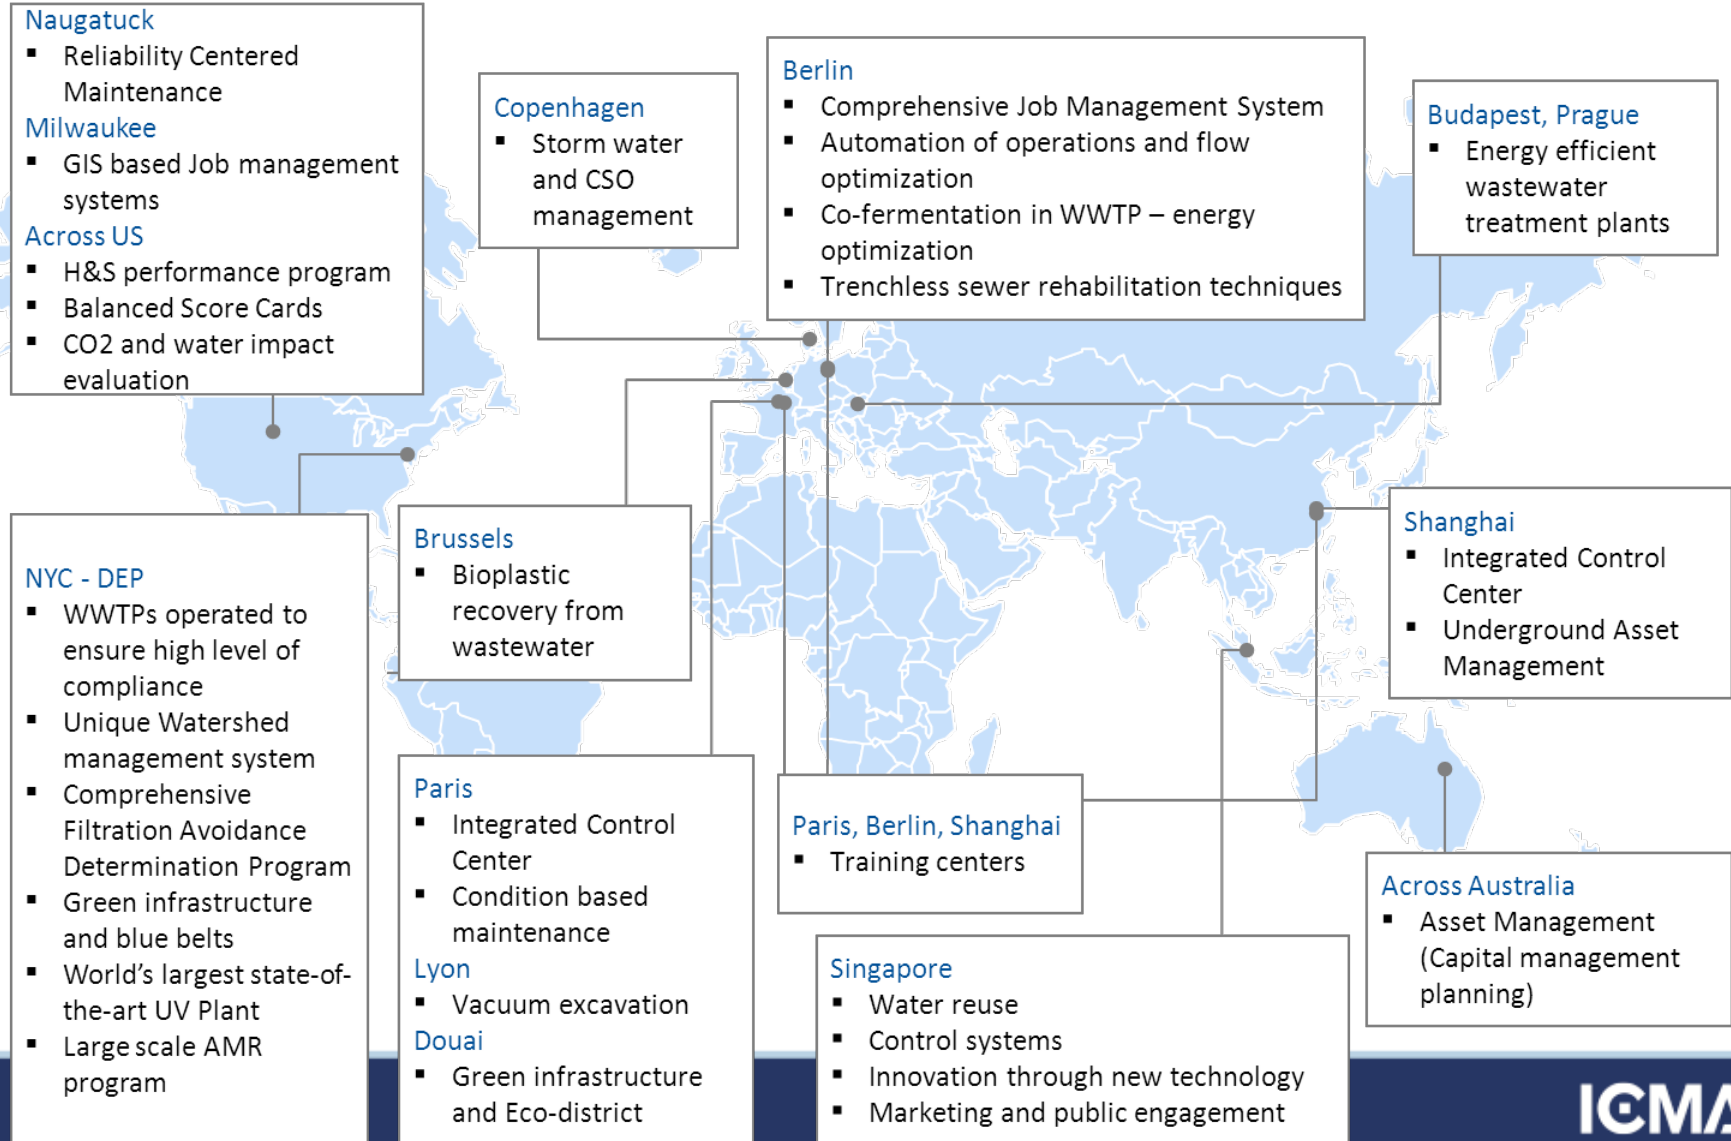 Naugatuck
▪ Reliability Centered
Maintenance
Milwaukee
▪ GIS based Job management
systems
Across US
▪ H&S performance program
▪ Balanced Score Cards
▪ CO2 and water impact
evaluation
Copenhagen
▪ Storm water
and CSO
management
Berlin
▪ Comprehensive Job Management System
▪ Automation of operations and flow
optimization
▪ Co-fermentation in WWTP – energy
optimization
▪ Trenchless sewer rehabilitation techniques
Budapest, Prague
▪ Energy efficient
wastewater
treatment plants
NYC - DEP
▪ WWTPs operated to
ensure high level of
compliance
▪ Unique Watershed
management system
▪ Comprehensive
Filtration Avoidance
Determination Program
▪ Green infrastructure
and blue belts
▪ World's largest state-of-
the-art UV Plant
▪ Large scale AMR
program
Brussels
▪ Bioplastic
recovery from
wastewater
Paris
▪ Integrated Control
Center
▪ Condition based
maintenance
Lyon
▪ Vacuum excavation
Douai
▪ Green infrastructure
and Eco-district
Paris, Berlin, Shanghai
▪ Training centers
Singapore
▪ Water reuse
▪ Control systems
▪ Innovation through new technology
▪ Marketing and public engagement
Shanghai
▪ Integrated Control
Center
▪ Underground Asset
Management
Across Australia
▪ Asset Management
(Capital management
planning)
ICMA